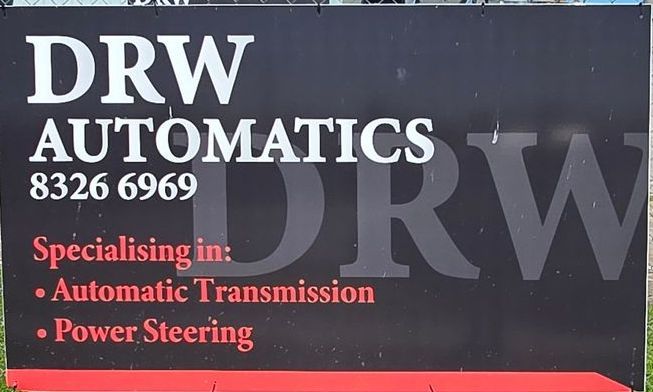 DRW
AUTOMATICS
8326 6969
DRW
Specialising in:
• Automatic Transmission
• Power Steering